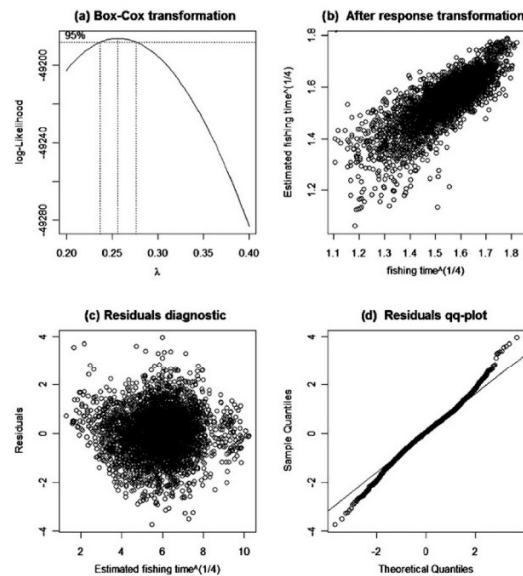 (a) Box-Cox transformation
95%
log-Likelihood
-49200
-49240
-49280
0.20 0.25 0.30 0.35 0.40
λ
(b) After response transformation
Estimated fishing time^(1/4)
1.6
1.4
1.2
1.1 1.2 1.3 1.4 1.5 1.6 1.7 1.8
fishing time^(1/4)
(c) Residuals diagnostic
Residuals
4
2
0
-2
-4
2 4 6 8 10
Estimated fishing time^(1/4)
(d) Residuals qq-plot
Sample Quantiles
4
2
0
-2
-4
-2 0 2
Theoretical Quantiles